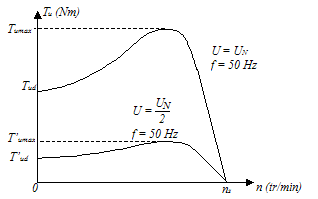 Tu (Nm)
Tumax
U = UN
f = 50 Hz
Tud
U = UN/2
f = 50 Hz
T'umax
T'ud
0
ns
n (tr/min)